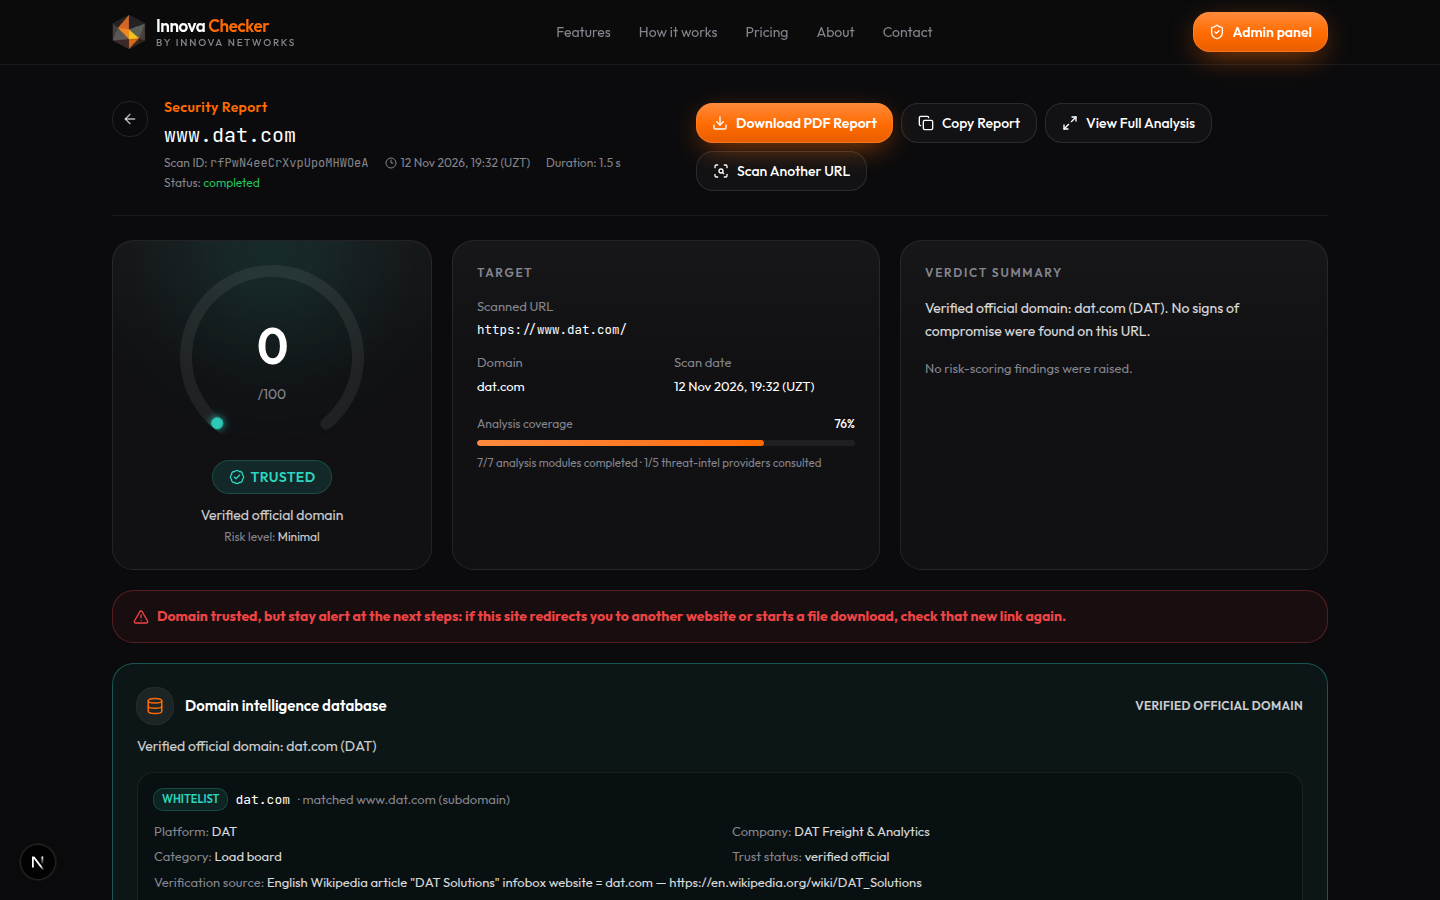 Innova Checker
BY INNOVA NETWORKS
Features
How it works
Pricing
About
Contact
Admin panel
Security Report
www.dat.com
Scan ID: rfPwN4eeCrXvpUpoMHWOeA
12 Nov 2026, 19:32 (UZT)
Duration: 1.5 s
Status: completed
Download PDF Report
Copy Report
View Full Analysis
Scan Another URL
0
/100
TRUSTED
Verified official domain
Risk level: Minimal
TARGET
Scanned URL
https://www.dat.com/
Domain
Scan date
dat.com
12 Nov 2026, 19:32 (UZT)
Analysis coverage
76%
7/7 analysis modules completed · 1/5 threat-intel providers consulted
VERDICT SUMMARY
Verified official domain: dat.com (DAT). No signs of
compromise were found on this URL.
No risk-scoring findings were raised.
Domain trusted, but stay alert at the next steps: if this site redirects you to another website or starts a file download, check that new link again.
Domain intelligence database
VERIFIED OFFICIAL DOMAIN
Verified official domain: dat.com (DAT)
WHITELIST
dat.com · matched www.dat.com (subdomain)
Platform: DAT
Company: DAT Freight & Analytics
Category: Load board
Trust status: verified official
Verification source: English Wikipedia article "DAT Solutions" infobox website = dat.com — https://en.wikipedia.org/wiki/DAT_Solutions
N